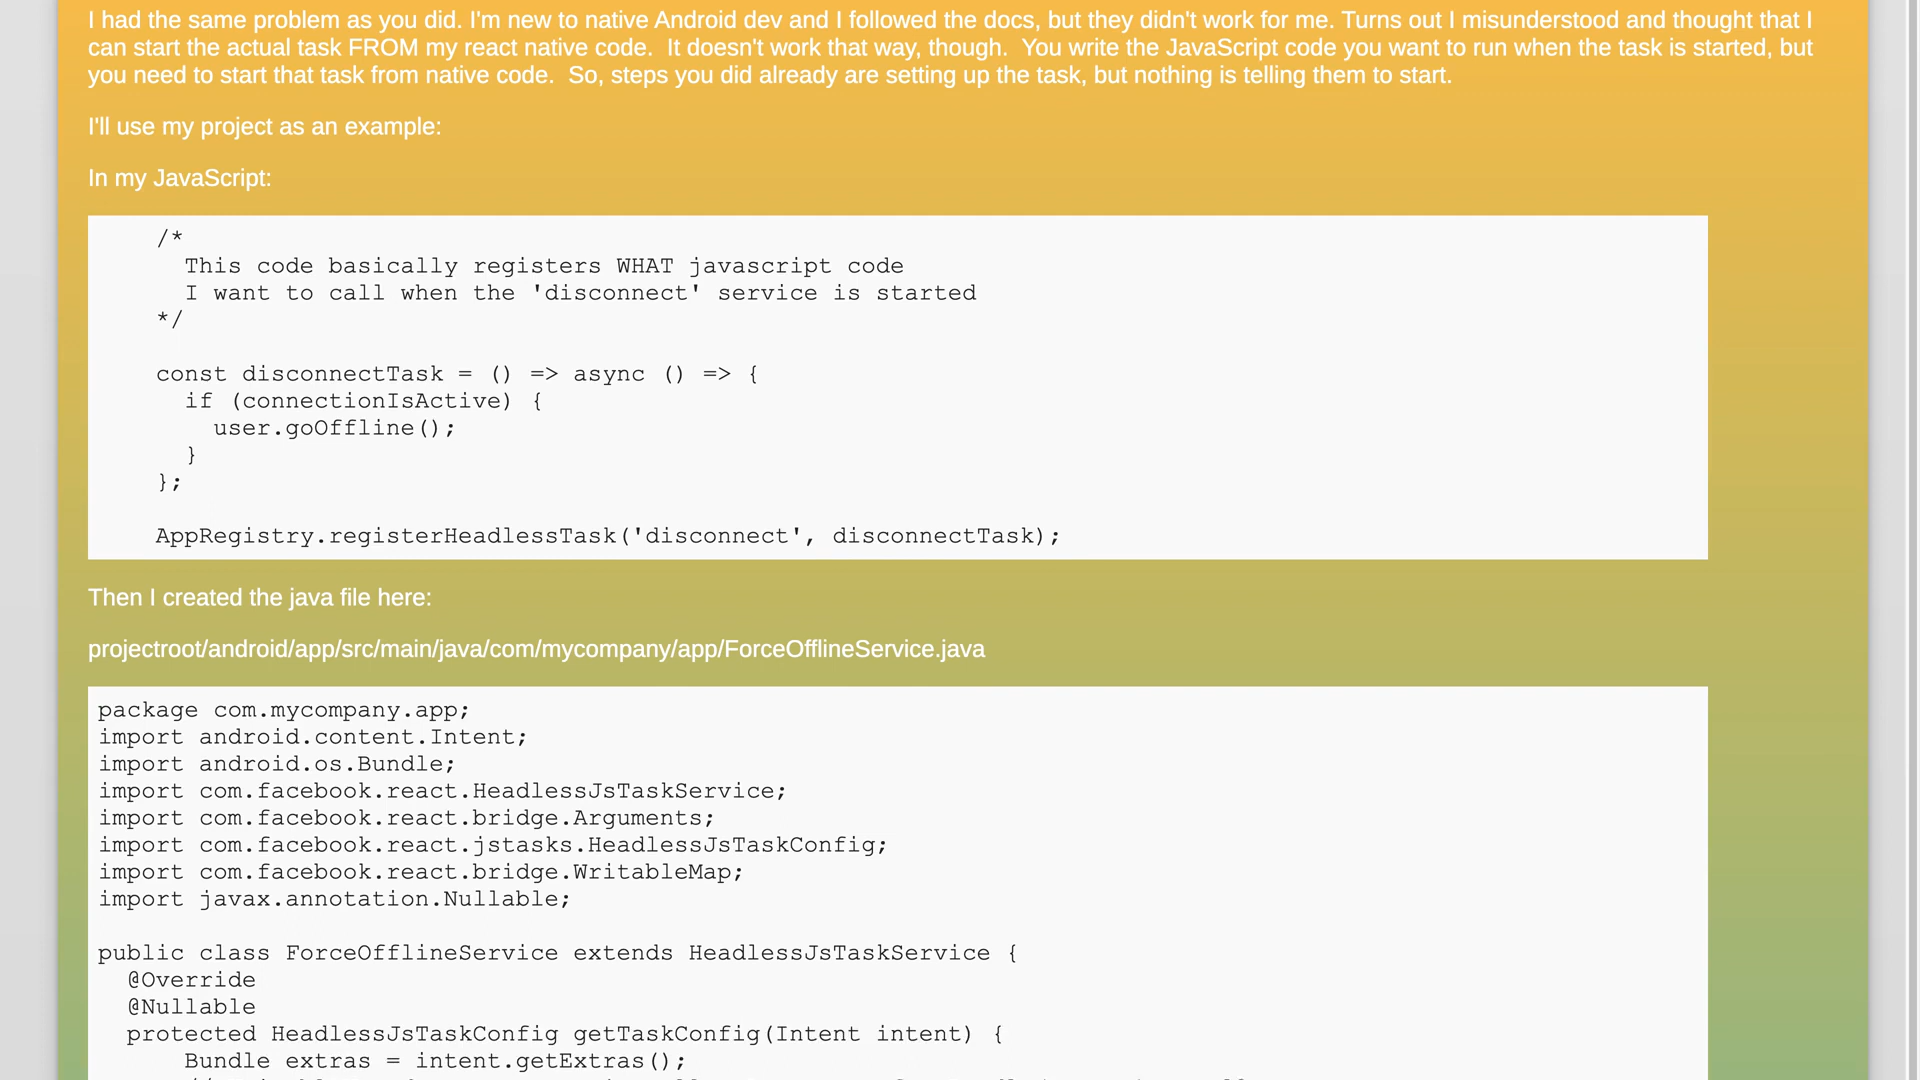 I had the same problem as you did. I'm new to native Android dev and I followed the docs, but they didn't work for me. Turns out I misunderstood and thought that I
can start the actual task FROM my react native code.  It doesn't work that way, though.  You write the JavaScript code you want to run when the task is started, but
you need to start that task from native code.  So, steps you did already are setting up the task, but nothing is telling them to start.
I'll use my project as an example:
In my JavaScript:
/*
  This code basically registers WHAT javascript code
  I want to call when the 'disconnect' service is started
*/
const disconnectTask = () => async () => {
  if (connectionIsActive) {
    user.goOffline();
  }
};
AppRegistry.registerHeadlessTask('disconnect', disconnectTask);
Then I created the java file here:
projectroot/android/app/src/main/java/com/mycompany/app/ForceOfflineService.java
package com.mycompany.app;
import android.content.Intent;
import android.os.Bundle;
import com.facebook.react.HeadlessJsTaskService;
import com.facebook.react.bridge.Arguments;
import com.facebook.react.jstasks.HeadlessJsTaskConfig;
import com.facebook.react.bridge.WritableMap;
import javax.annotation.Nullable;
public class ForceOfflineService extends HeadlessJsTaskService {
  @Override
  @Nullable
  protected HeadlessJsTaskConfig getTaskConfig(Intent intent) {
      Bundle extras = intent.getExtras();